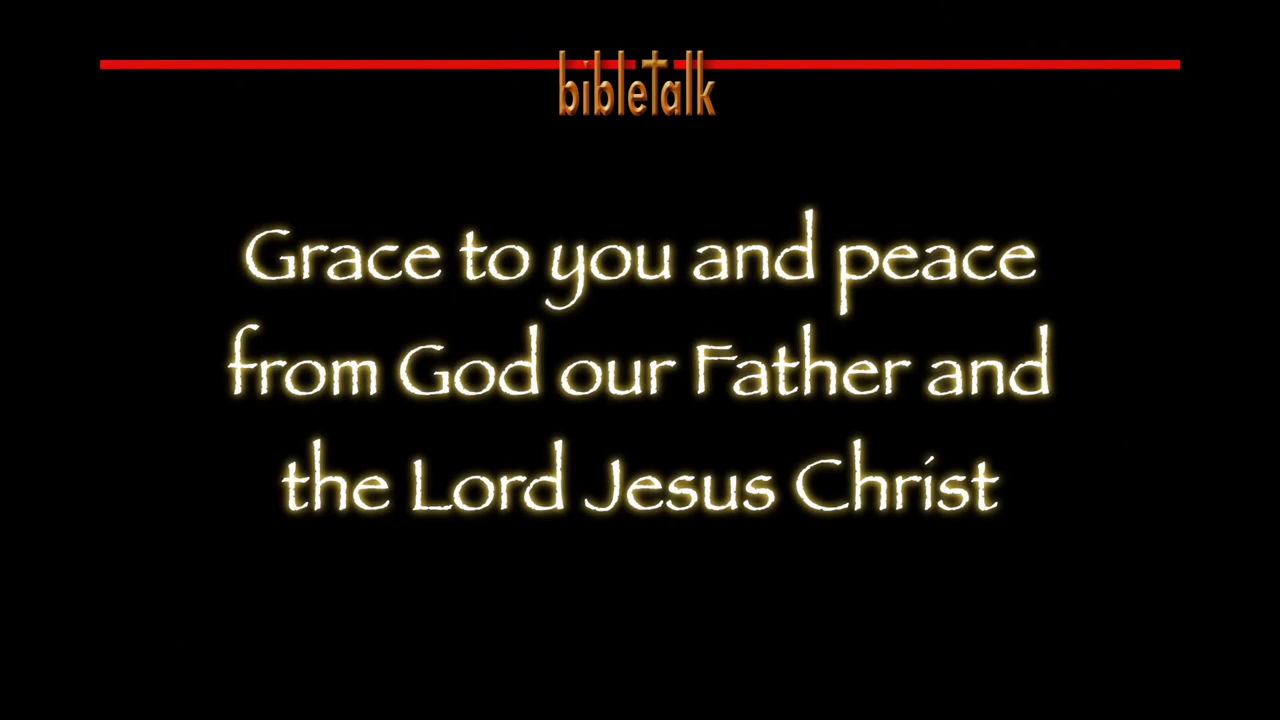 bibleTalk
Grace to you and peace
from God our Father and
the Lord Jesus Christ